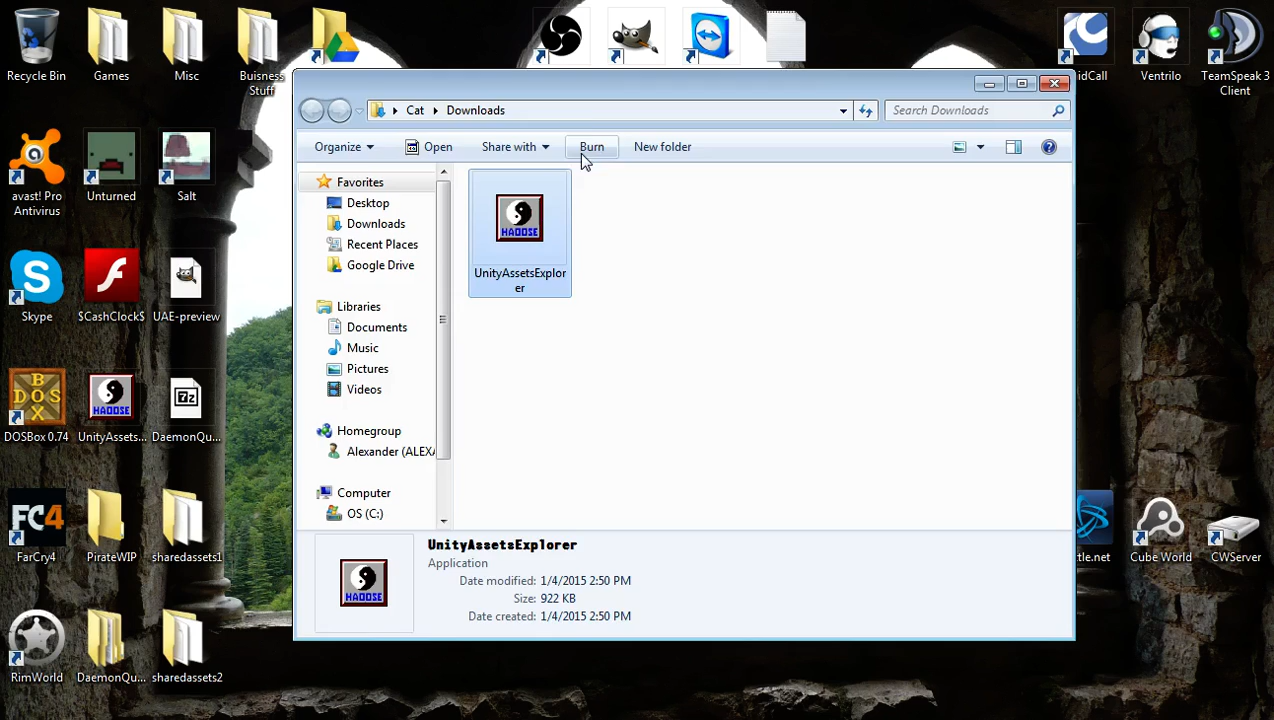 Recycle Bin
Games
Misc
Buisness
Stuff
idCall
Ventrilo
TeamSpeak 3
Client
Cat
Downloads
Search Downloads
Organize
Open
Share with
Burn
New folder
avast! Pro
Antivirus
Unturned
Salt
Favorites
Desktop
Downloads
Recent Places
Google Drive
HAOOSE
UnityAssetsExplor
er
Skype
$CashClock$
UAE-preview
Libraries
Documents
Music
Pictures
Videos
BOX
DOS
DOSBox 0.74
HAOOSE
UnityAssets...
7z
DaemonQu...
Homegroup
Alexander (ALEXA
Computer
OS (C:)
FC4
FarCry4
PirateWIP
sharedassets1
ttle.net
Cube World
CWServer
HAOOSE
UnityAssetsExplorer
Application
Date modified: 1/4/2015 2:50 PM
Size: 922 KB
Date created: 1/4/2015 2:50 PM
RimWorld
DaemonQu...
sharedassets2